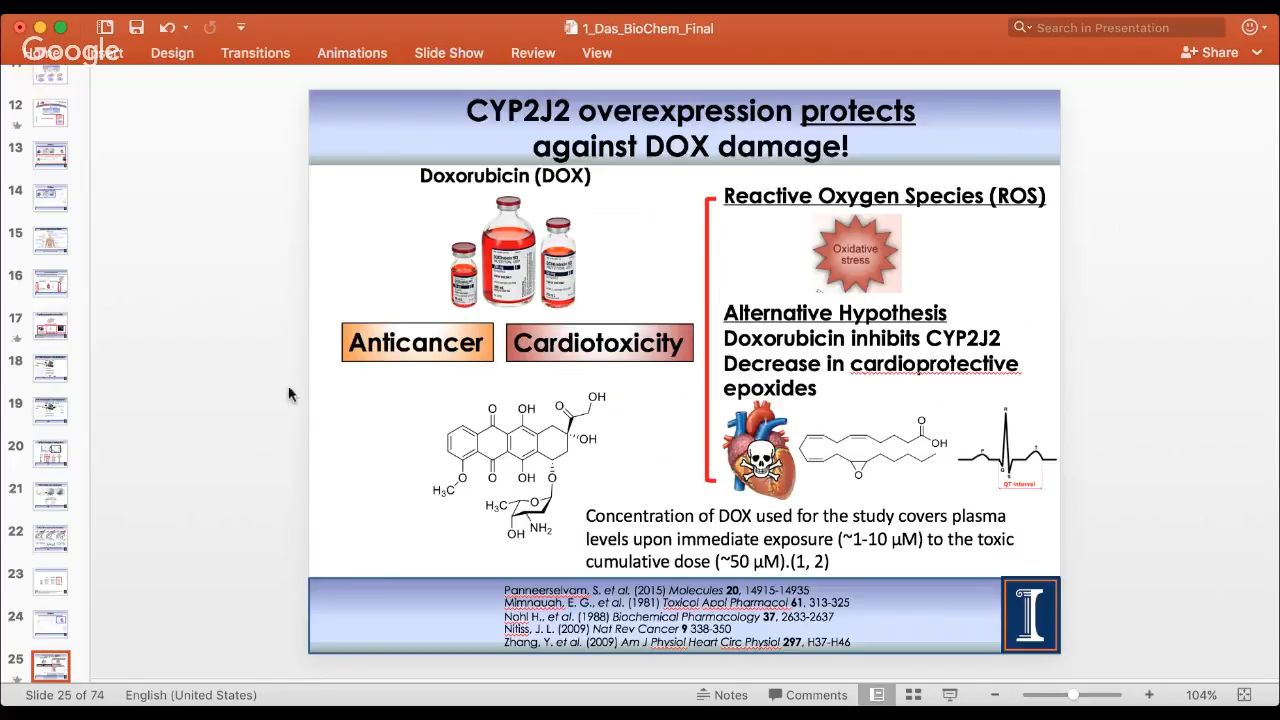 1_Das_BioChem_Final
Search in Presentation
Google
Home Insert Design Transitions Animations Slide Show Review View
Share
12
13
14
15
16
17
18
19
20
21
22
23
24
25
CYP2J2 overexpression protects
against DOX damage!
Doxorubicin (DOX)
Anticancer
Cardiotoxicity
O OH O OH
OH
O OH O
O
H₃C
H₃C O
OH NH₂
Reactive Oxygen Species (ROS)
Oxidative
stress
Alternative Hypothesis
Doxorubicin inhibits CYP2J2
Decrease in cardioprotective
epoxides
O
OH
O
R
P T
Q S
QT interval
Concentration of DOX used for the study covers plasma
levels upon immediate exposure (~1-10 µM) to the toxic
cumulative dose (~50 µM).(1, 2)
Panneerselvam, S. et al. (2015) Molecules 20, 14915-14935
Mimnaugh, E. G., et al. (1981) Toxicol Appl Pharmacol 61, 313-325
Nohl H., et al. (1988) Biochemical Pharmacology 37, 2633-2637
Nitiss, J. L. (2009) Nat Rev Cancer 9 338-350
Zhang, Y. et al. (2009) Am J Physiol Heart Circ Physiol 297, H37-H46
I
Slide 25 of 74 English (United States) Notes Comments 104%